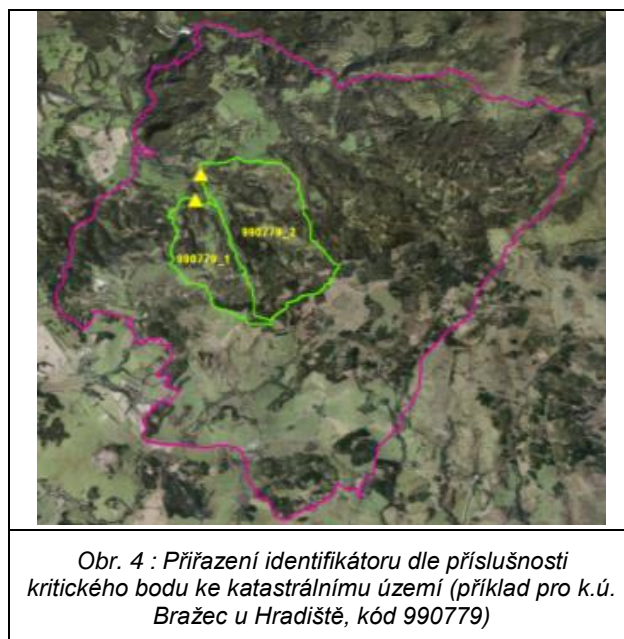 990779_2
990779_1
Obr. 4 : Přiřazení identifikátoru dle příslušnosti
kritického bodu ke katastrálnímu území (příklad pro k.ú.
Bražec u Hradiště, kód 990779)